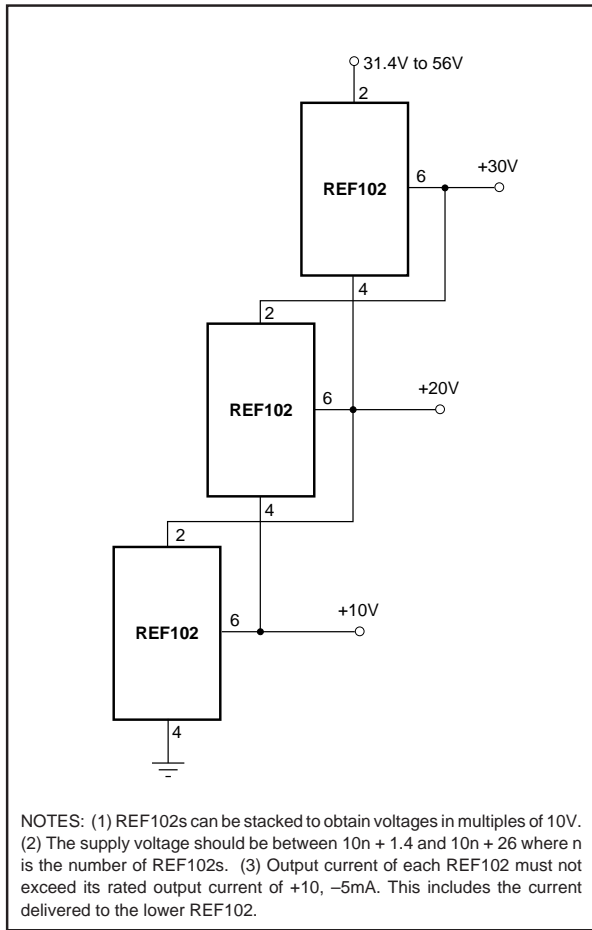 31.4V to 56V
2
REF102
6
+30V
4
2
REF102
6
+20V
4
2
REF102
6
+10V
4
NOTES: (1) REF102s can be stacked to obtain voltages in multiples of 10V.
(2) The supply voltage should be between 10n + 1.4 and 10n + 26 where n
is the number of REF102s. (3) Output current of each REF102 must not
exceed its rated output current of +10, –5mA. This includes the current
delivered to the lower REF102.